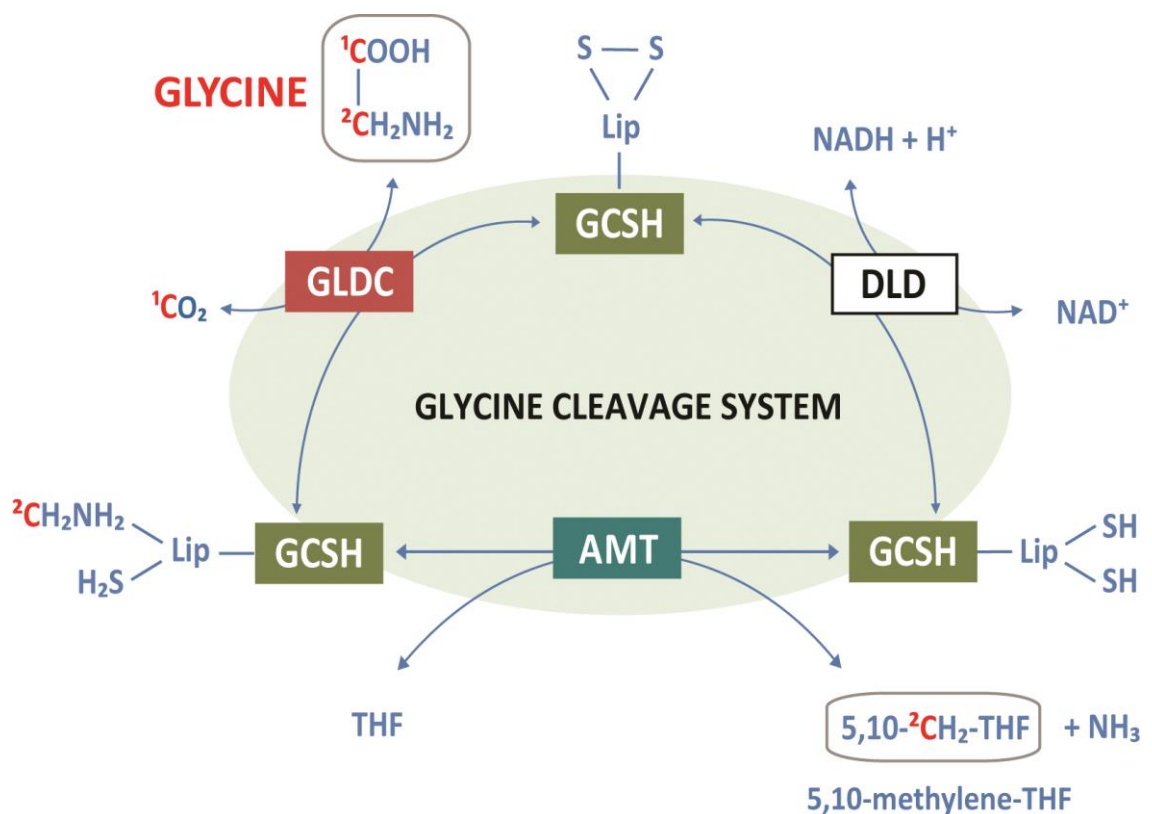 GLYCINE
¹COOH
²CH₂NH₂
S — S
Lip
GCSH
NADH + H⁺
GLDC
DLD
¹CO₂
NAD⁺
GLYCINE CLEAVAGE SYSTEM
²CH₂NH₂
H₂S
Lip
GCSH
AMT
GCSH
Lip
SH
SH
THF
5,10-²CH₂-THF + NH₃
5,10-methylene-THF